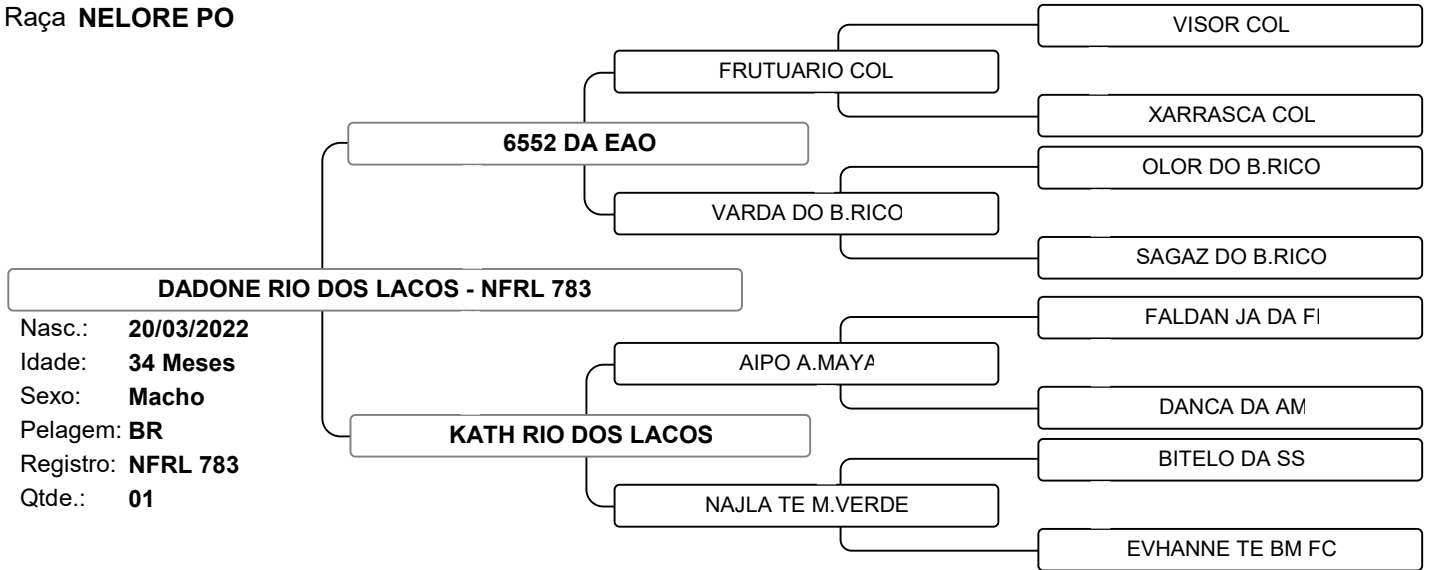 Raça NELORE PO
VISOR COL
FRUTUARIO COL
XARRASCA COL
6552 DA EAO
OLOR DO B.RICO
VARDA DO B.RICO
SAGAZ DO B.RICO
DADONE RIO DOS LACOS - NFRL 783
Nasc.: 20/03/2022
Idade: 34 Meses
Sexo: Macho
Pelagem: BR
Registro: NFRL 783
Qtde.: 01
FALDAN JA DA FI
AIPO A.MAYA
DANCA DA AM
KATH RIO DOS LACOS
BITELO DA SS
NAJLA TE M.VERDE
EVHANNE TE BM FC